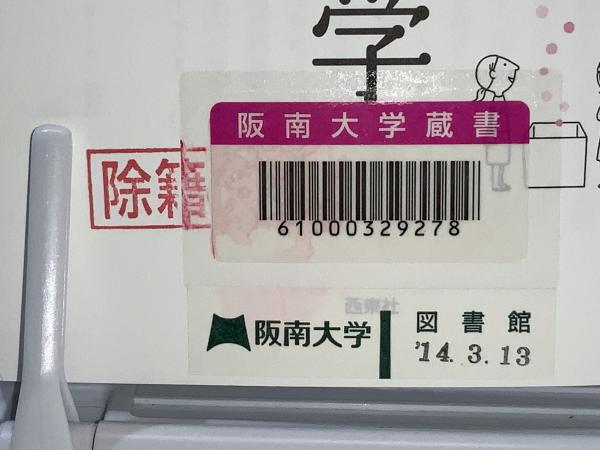 学
阪南大学蔵書
除籍
61000329278
西東社
阪南大学
図書館
'14.3.13